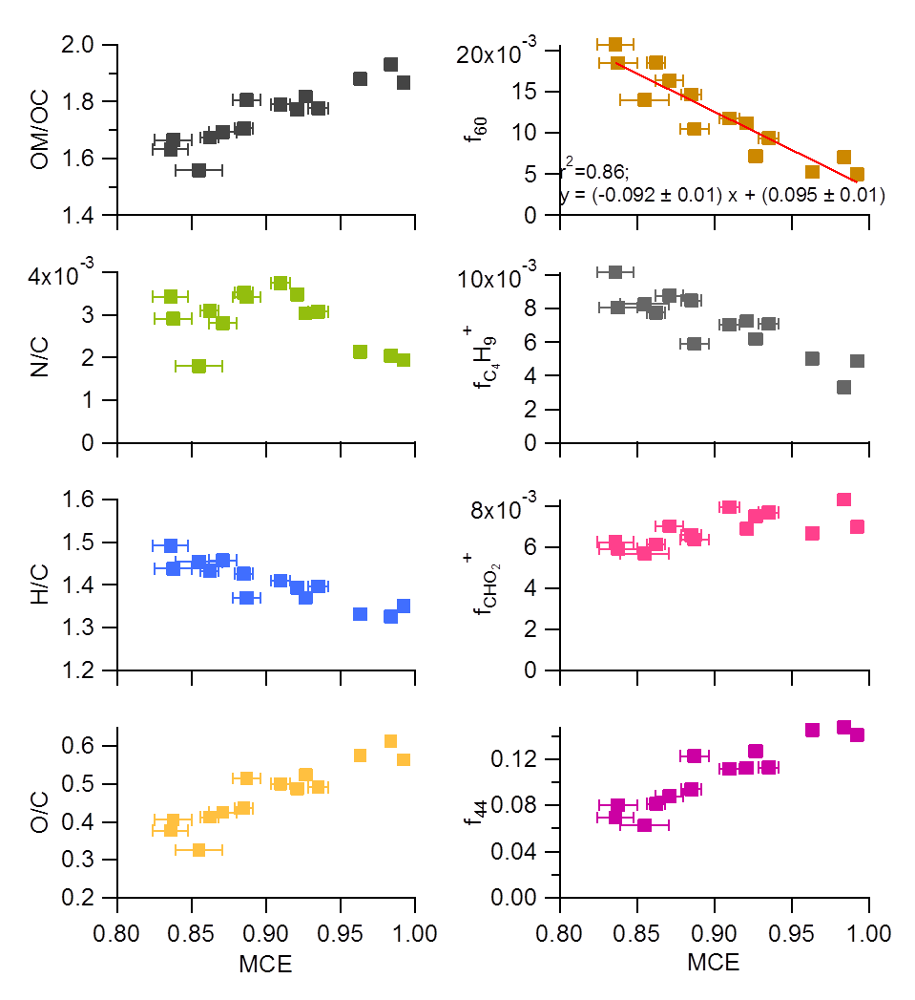 2.0
1.8
1.6
1.4
OM/OC
20x10⁻³
15
10
5
0
f₆₀
r²=0.86;
y = (-0.092 ± 0.01) x + (0.095 ± 0.01)
4x10⁻³
3
2
1
0
N/C
10x10⁻³
8
6
4
2
0
f_C₄H₉⁺
1.6
1.5
1.4
1.3
1.2
H/C
8x10⁻³
6
4
2
0
f_CHO₂⁺
0.6
0.5
0.4
0.3
0.2
O/C
0.80 0.85 0.90 0.95 1.00
MCE
0.12
0.08
0.04
0.00
f₄₄
0.80 0.85 0.90 0.95 1.00
MCE